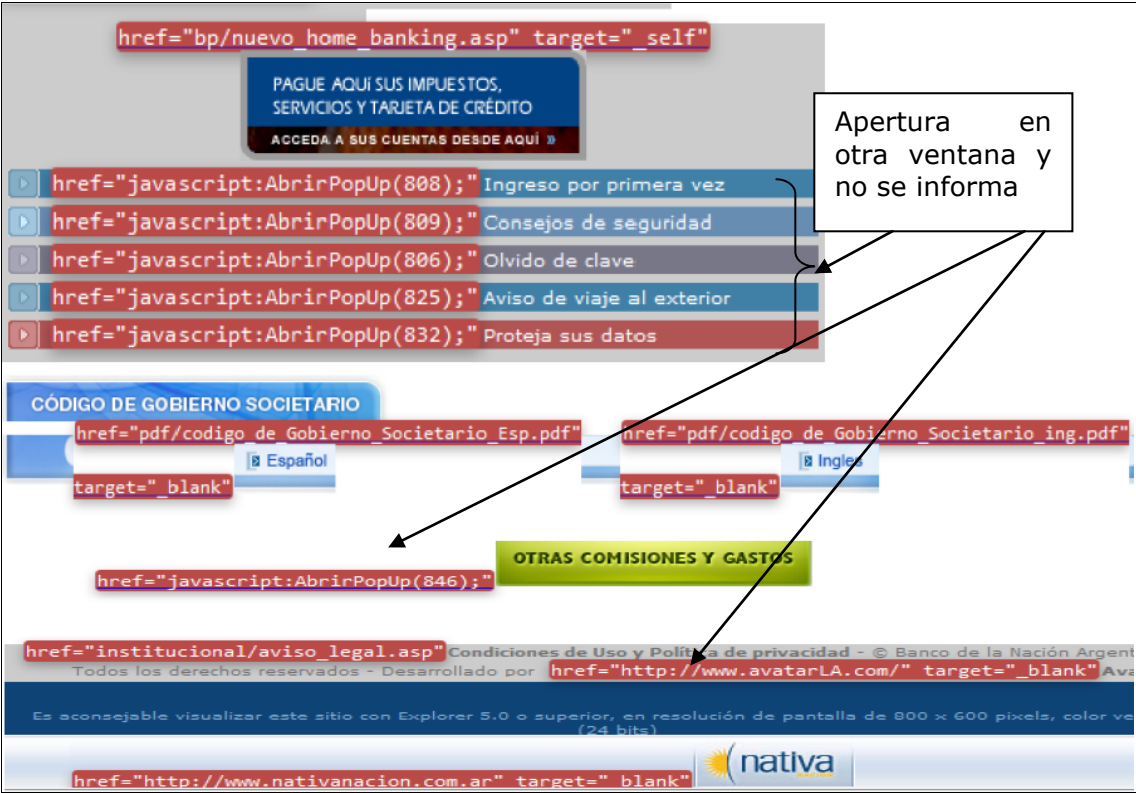 href="bp/nuevo_home_banking.asp" target="_self"
PAGUE AQUí SUS IMPUESTOS,
SERVICIOS Y TARJETA DE CRÉDITO
ACCEDA A SUS CUENTAS DESDE AQUÍ »
Apertura en
otra ventana y
no se informa
href="javascript:AbrirPopUp(808);" Ingreso por primera vez
href="javascript:AbrirPopUp(809);" Consejos de seguridad
href="javascript:AbrirPopUp(806);" Olvido de clave
href="javascript:AbrirPopUp(825);" Aviso de viaje al exterior
href="javascript:AbrirPopUp(832);" Proteja sus datos
CÓDIGO DE GOBIERNO SOCIETARIO
href="pdf/codigo_de_Gobierno_Societario_Esp.pdf" href="pdf/codigo_de_Gobierno_Societario_ing.pdf"
Español Ingles
target="_blank" target="_blank"
OTRAS COMISIONES Y GASTOS
href="javascript:AbrirPopUp(846);"
href="institucional/aviso_legal.asp" Condiciones de Uso y Política de privacidad - © Banco de la Nación Argent
Todos los derechos reservados - Desarrollado por href="http://www.avatarLA.com/" target="_blank" Ava
Es aconsejable visualizar este sitio con Explorer 5.0 o superior, en resolución de pantalla de 800 x 600 pixels, color ve
(24 bits)
nativa
href="http://www.nativanacion.com.ar" target="_blank"